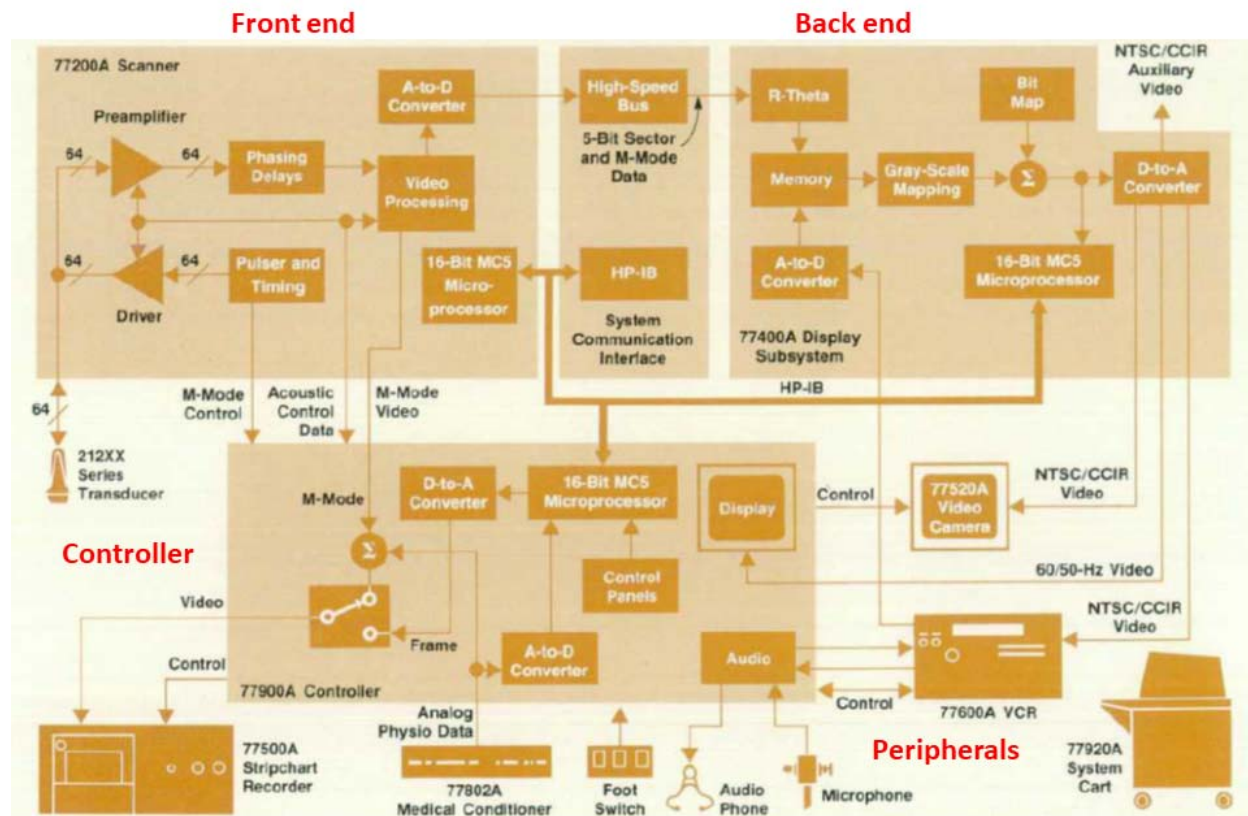 Front end
Back end
77200A Scanner
Preamplifier
64
64
Phasing
Delays
A-to-D
Converter
Video
Processing
64
64
Pulser and
Timing
Driver
16-Bit MC5
Micro-
processor
High-Speed
Bus
5-Bit Sector
and M-Mode
Data
HP-IB
System
Communication
Interface
R-Theta
Memory
Gray-Scale
Mapping
Bit
Map
Σ
D-to-A
Converter
NTSC/CCIR
Auxiliary
Video
A-to-D
Converter
16-Bit MC5
Microprocessor
77400A Display
Subsystem
HP-IB
64
212XX
Series
Transducer
M-Mode
Control
Acoustic
Control
Data
M-Mode
Video
M-Mode
D-to-A
Converter
16-Bit MC5
Microprocessor
Display
Control
77520A
Video
Camera
NTSC/CCIR
Video
Controller
Σ
Control
Panels
60/50-Hz Video
Video
Frame
A-to-D
Converter
Audio
NTSC/CCIR
Video
Control
77900A Controller
Control
77600A VCR
Analog
Physio Data
Peripherals
77500A
Stripchart
Recorder
77802A
Medical Conditioner
Foot
Switch
Audio
Phone
Microphone
77920A
System
Cart